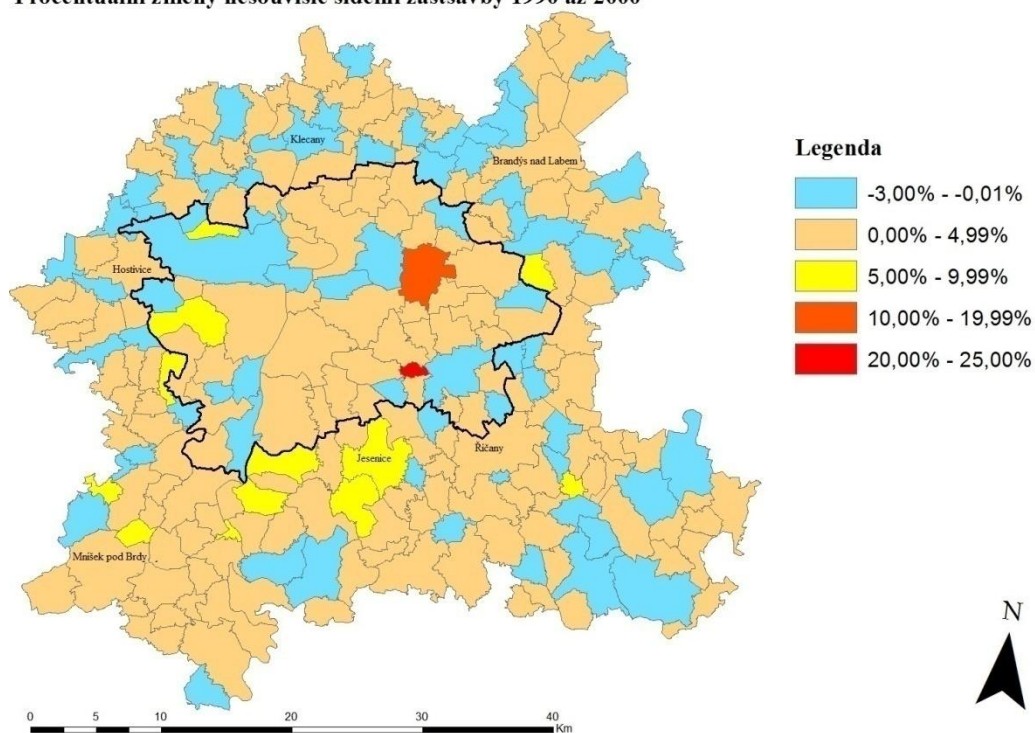 Procentuální změny nesouvislé sídelní zástsavby 1990 až 2000
Klecany
Brandýs nad Labem
Hostivice
Jesenice
Říčany
Mníšek pod Brdy
Legenda
-3,00% - -0,01%
0,00% - 4,99%
5,00% - 9,99%
10,00% - 19,99%
20,00% - 25,00%
N
0 5 10 20 30 40
Km